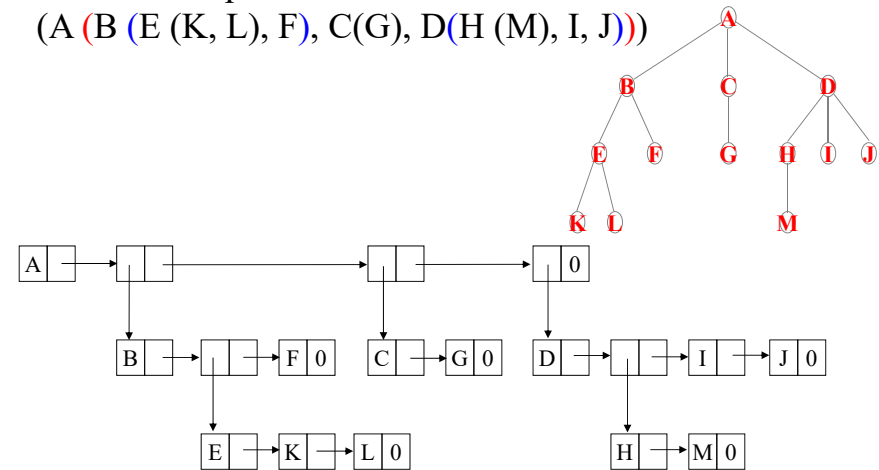 (A (B (E (K, L), F), C(G), D(H (M), I, J)))
A
B C D
E F G H I J
K L M
A 0
B F 0 C G 0 D I J 0
E K L 0 H M 0